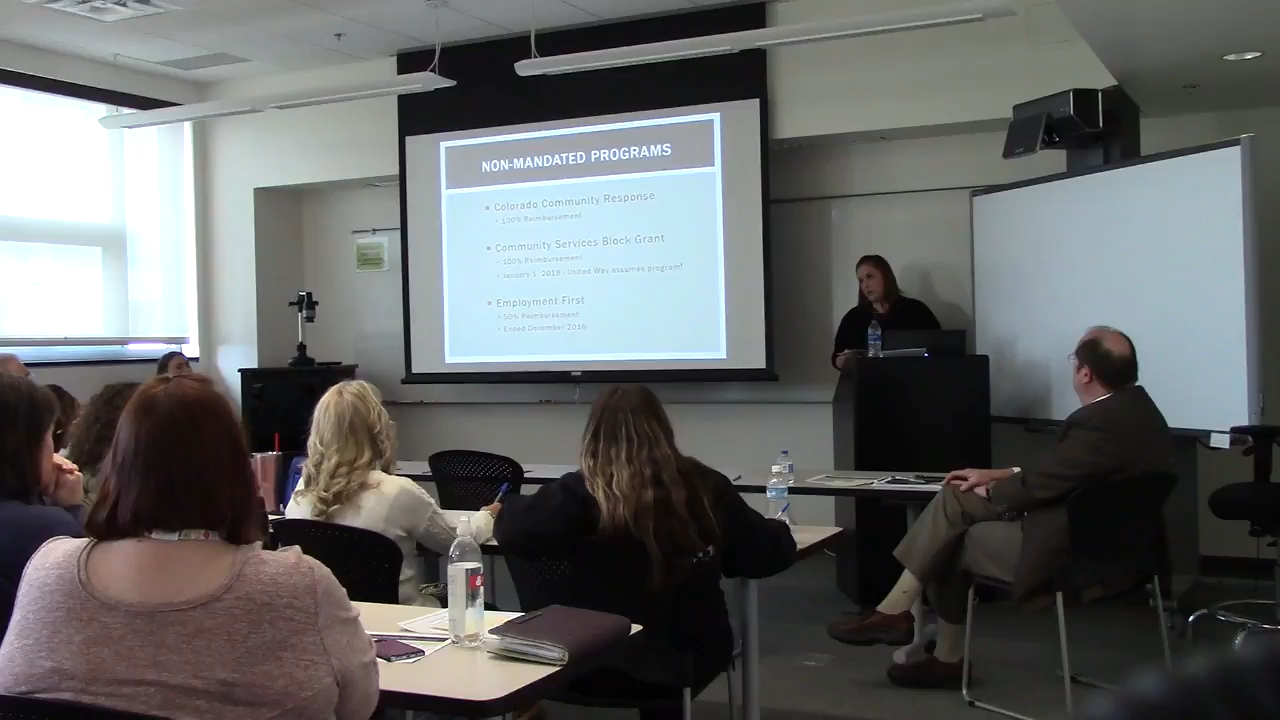 NON-MANDATED PROGRAMS
Colorado Community Response
100% Reimbursement
Community Services Block Grant
100% Reimbursement
January 1, 2018 - United Way assumes program!
Employment First
50% Reimbursement
Ended December 2016